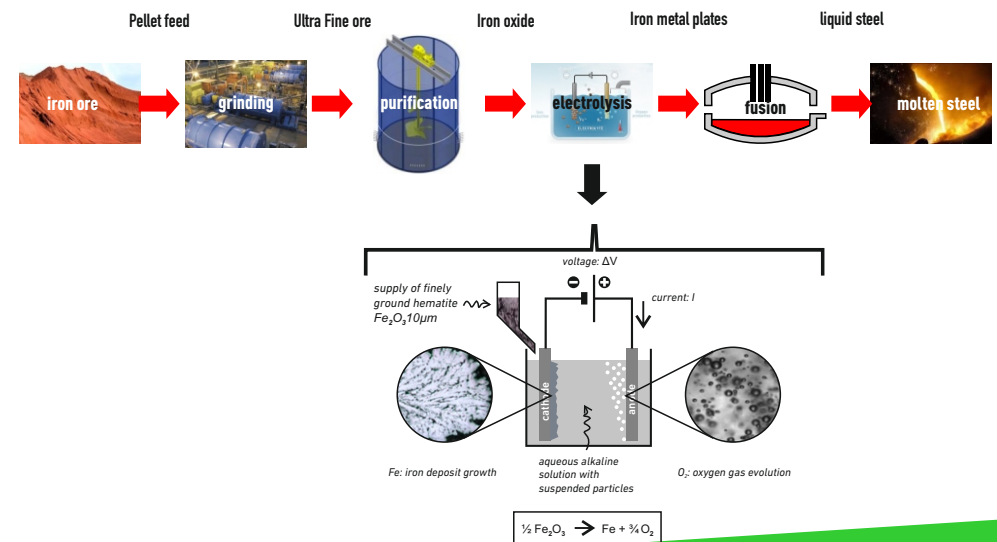 Pellet feed
Ultra Fine ore
Iron oxide
Iron metal plates
liquid steel
iron ore
grinding
purification
electrolysis
fusion
molten steel
ELECTROLYTE
voltage: ΔV
supply of finely
ground hematite
Fe₂O₃10µm
current: I
cathode
anode
Fe: iron deposit growth
aqueous alkaline
solution with
suspended particles
O₂: oxygen gas evolution
½ Fe₂O₃ → Fe + ¾ O₂